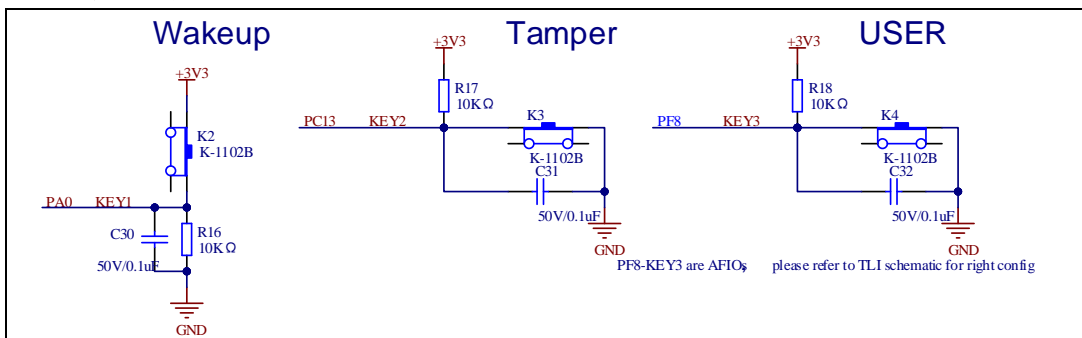 Wakeup
Tamper
USER
+3V3
K2
K-1102B
PA0 KEY1
C30
50V/0.1uF
R16
10KΩ
GND
+3V3
R17
10KΩ
PC13 KEY2
K3
K-1102B
C31
50V/0.1uF
GND
+3V3
R18
10KΩ
PF8 KEY3
K4
K-1102B
C32
50V/0.1uF
GND
PF8-KEY3 are AFIOs, please refer to TLI schematic for right config